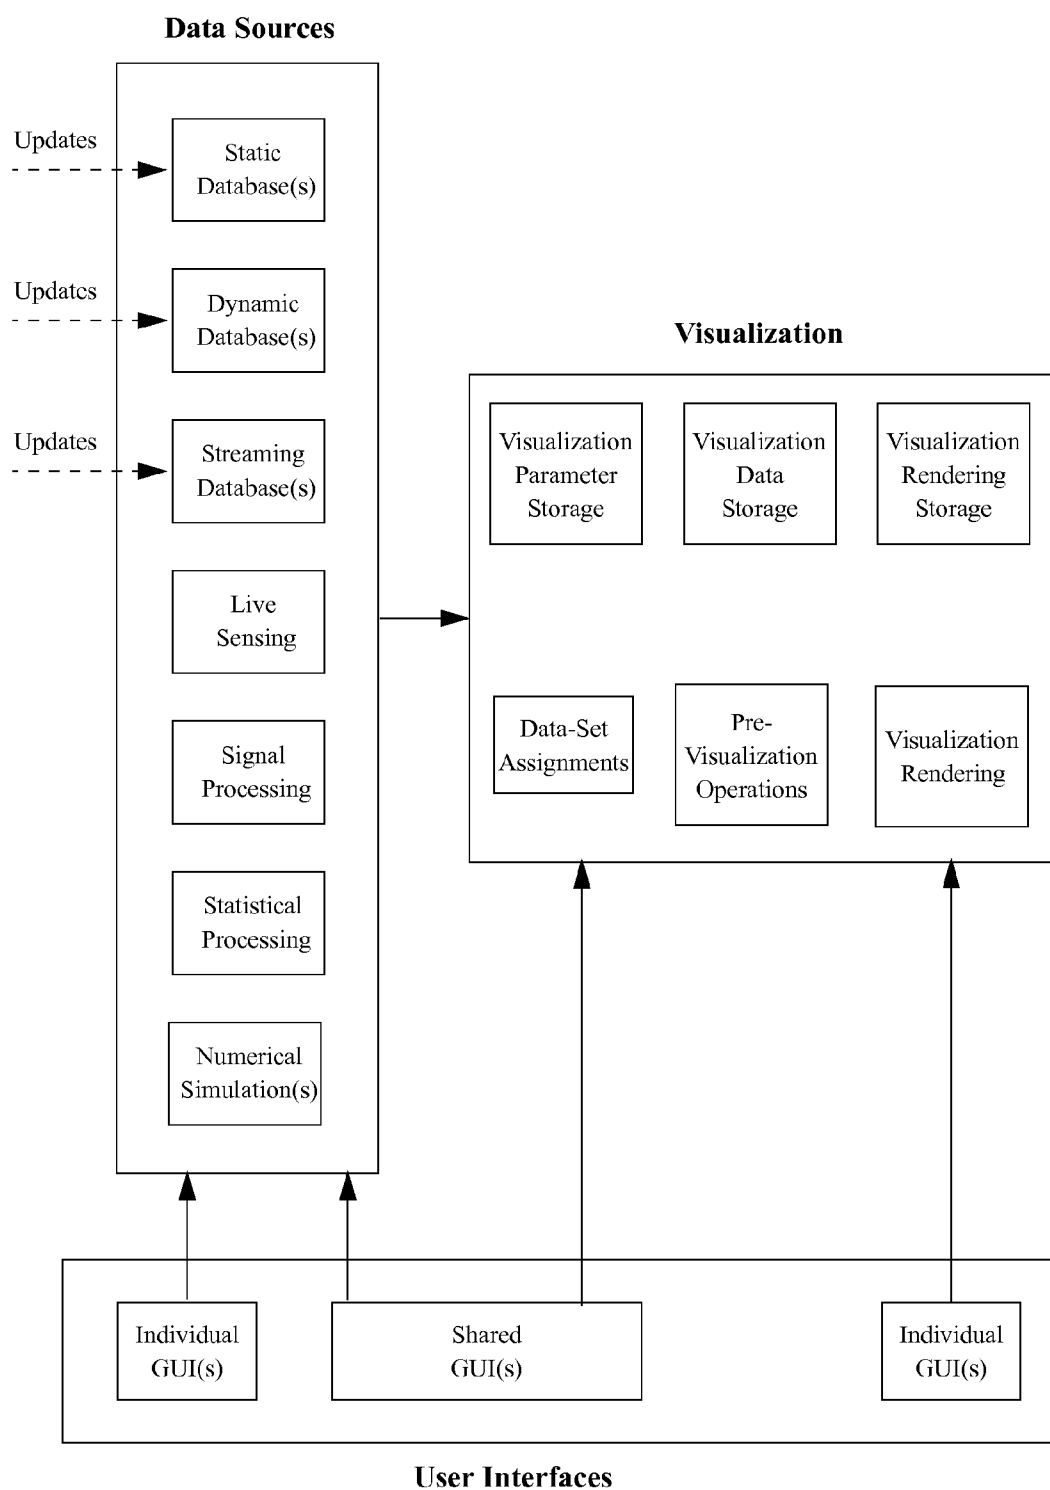 Data Sources
Updates
Static
Database(s)
Updates
Dynamic
Database(s)
Updates
Streaming
Database(s)
Live
Sensing
Signal
Processing
Statistical
Processing
Numerical
Simulation(s)
Visualization
Visualization
Parameter
Storage
Visualization
Data
Storage
Visualization
Rendering
Storage
Data-Set
Assignments
Pre-
Visualization
Operations
Visualization
Rendering
Individual
GUI(s)
Shared
GUI(s)
Individual
GUI(s)
User Interfaces